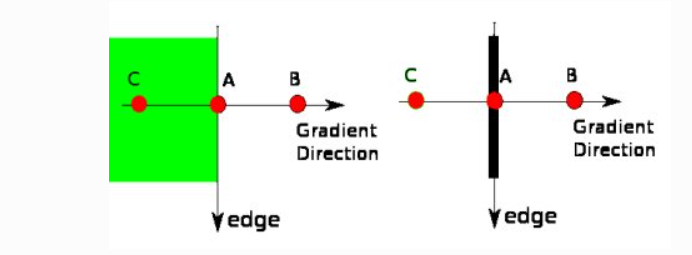 C A B
Gradient
Direction
edge
C A B
Gradient
Direction
edge